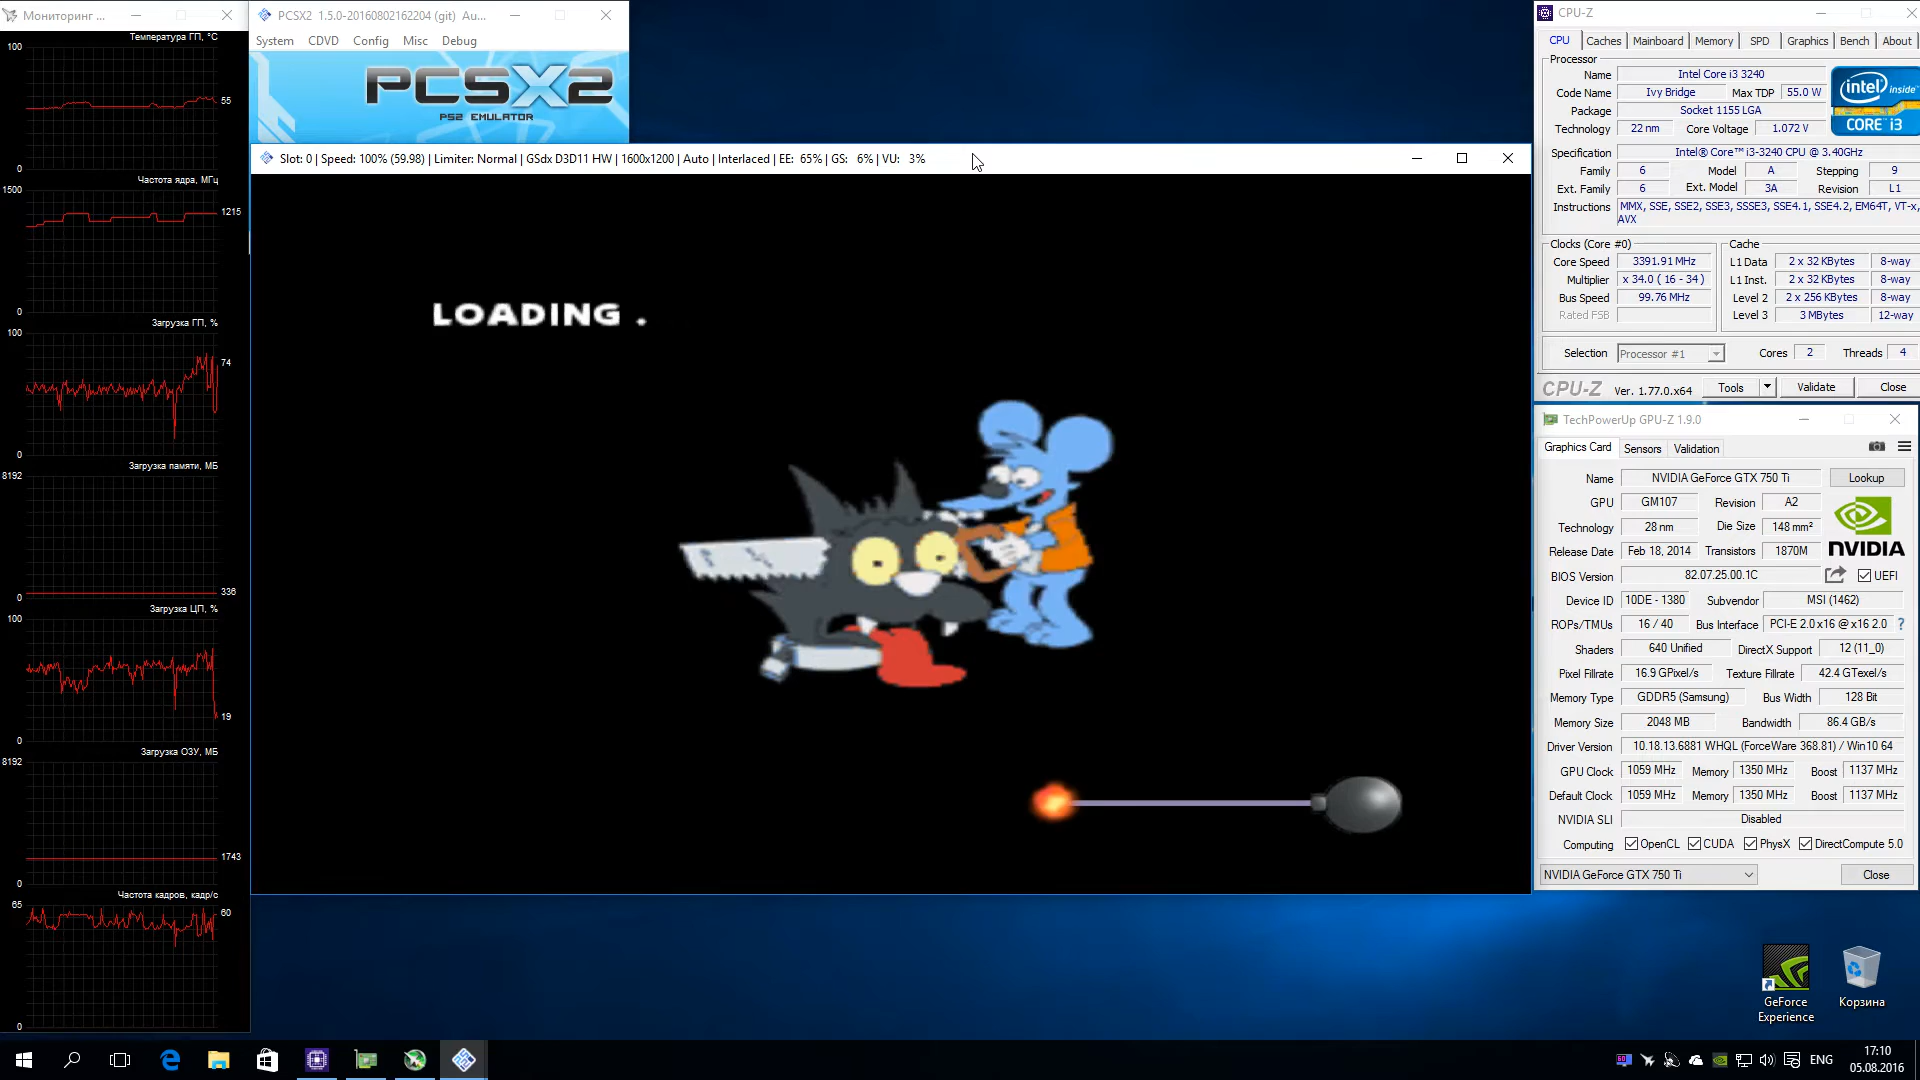 Мониторинг ...
Температура ГП, °C
100
55
0
Частота ядра, МГц
1500
1215
0
Загрузка ГП, %
100
74
0
Загрузка памяти, МБ
8192
336
0
Загрузка ЦП, %
100
19
0
Загрузка ОЗУ, МБ
8192
1743
0
Частота кадров, кадр/с
65
60
0
PCSX2 1.5.0-20160802162204 (git) Au...
System CDVD Config Misc Debug
PCSX2
PS2 EMULATOR
Slot: 0 | Speed: 100% (59.98) | Limiter: Normal | GSdx D3D11 HW | 1600x1200 | Auto | Interlaced | EE: 65% | GS: 6% | VU: 3%
LOADING .
CPU-Z
CPU Caches Mainboard Memory SPD Graphics Bench About
Processor
Name Intel Core i3 3240
Code Name Ivy Bridge Max TDP 55.0 W
Package Socket 1155 LGA
Technology 22 nm Core Voltage 1.072 V
intel inside
CORE i3
Specification Intel® Core™ i3-3240 CPU @ 3.40GHz
Family 6 Model A Stepping 9
Ext. Family 6 Ext. Model 3A Revision L1
Instructions MMX, SSE, SSE2, SSE3, SSSE3, SSE4.1, SSE4.2, EM64T, VT-x,
AVX
Clocks (Core #0)
Core Speed 3391.91 MHz
Multiplier x 34.0 ( 16 - 34 )
Bus Speed 99.76 MHz
Rated FSB
Cache
L1 Data 2 x 32 KBytes 8-way
L1 Inst. 2 x 32 KBytes 8-way
Level 2 2 x 256 KBytes 8-way
Level 3 3 MBytes 12-way
Selection Processor #1 Cores 2 Threads 4
CPU-Z Ver. 1.77.0.x64 Tools Validate Close
TechPowerUp GPU-Z 1.9.0
Graphics Card Sensors Validation
Name NVIDIA GeForce GTX 750 Ti Lookup
GPU GM107 Revision A2
Technology 28 nm Die Size 148 mm²
Release Date Feb 18, 2014 Transistors 1870M
NVIDIA
BIOS Version 82.07.25.00.1C UEFI
Device ID 10DE - 1380 Subvendor MSI (1462)
ROPs/TMUs 16 / 40 Bus Interface PCI-E 2.0 x16 @ x16 2.0 ?
Shaders 640 Unified DirectX Support 12 (11_0)
Pixel Fillrate 16.9 GPixel/s Texture Fillrate 42.4 GTexel/s
Memory Type GDDR5 (Samsung) Bus Width 128 Bit
Memory Size 2048 MB Bandwidth 86.4 GB/s
Driver Version 10.18.13.6881 WHQL (ForceWare 368.81) / Win10 64
GPU Clock 1059 MHz Memory 1350 MHz Boost 1137 MHz
Default Clock 1059 MHz Memory 1350 MHz Boost 1137 MHz
NVIDIA SLI Disabled
Computing OpenCL CUDA PhysX DirectCompute 5.0
NVIDIA GeForce GTX 750 Ti Close
GeForce
Experience
Корзина
60
ENG
17:10
05.08.2016